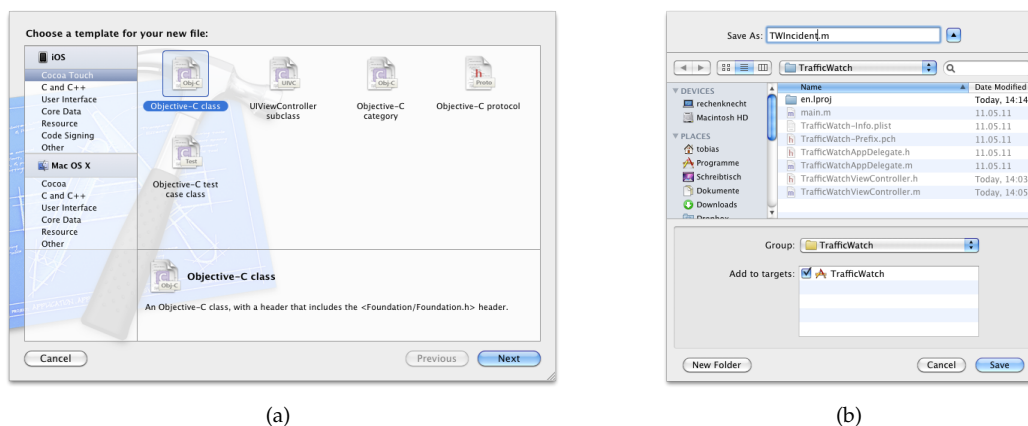 Choose a template for your new file:
iOS
Cocoa Touch
C and C++
User Interface
Core Data
Resource
Code Signing
Other
Mac OS X
Cocoa
C and C++
User Interface
Core Data
Resource
Other
Obj-C
UIVC
Obj-C
Proto
Objective-C class
UIViewController
subclass
Objective-C
category
Objective-C protocol
Test
Objective-C test
case class
Obj-C
Objective-C class
An Objective-C class, with a header that includes the <Foundation/Foundation.h> header.
Cancel
Previous
Next
(a)
Save As: TWIncident.m
TrafficWatch
DEVICES
rechenknecht
Macintosh HD
PLACES
tobias
Programme
Schreibtisch
Dokumente
Downloads
Dropbox
Name Date Modified
en.lproj Today, 14:14
main.m 11.05.11
TrafficWatch-Info.plist 11.05.11
TrafficWatch-Prefix.pch 11.05.11
TrafficWatchAppDelegate.h 11.05.11
TrafficWatchAppDelegate.m 11.05.11
TrafficWatchViewController.h Today, 14:03
TrafficWatchViewController.m Today, 14:05
Group: TrafficWatch
Add to targets: TrafficWatch
New Folder
Cancel
Save
(b)